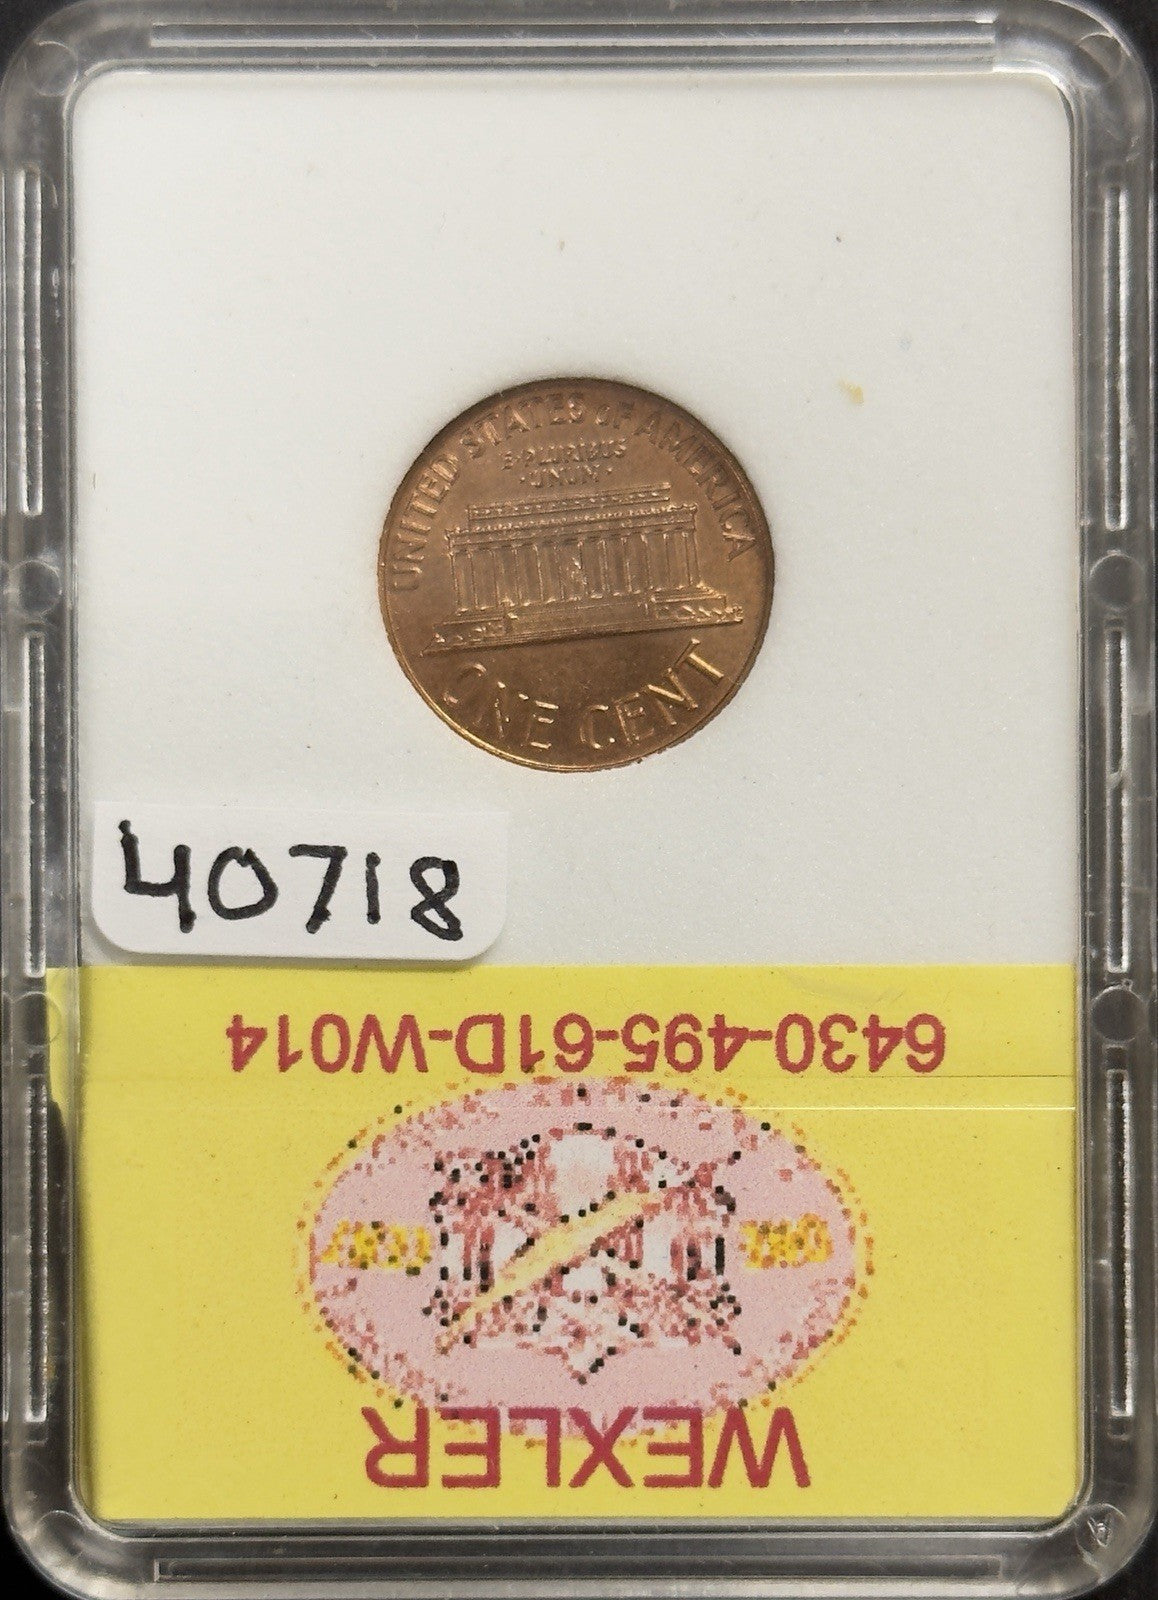 UNITED STATES OF AMERICA
E·PLURIBUS
·UNUM·
ONE CENT
40718
6430-495-61D-W014
WEXLER